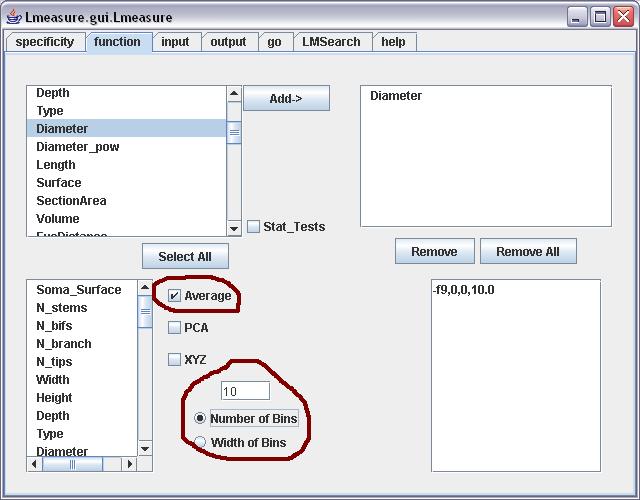 Lmeasure.gui.Lmeasure
specificity function input output go LMSearch help
Depth
Type
Diameter
Diameter_pow
Length
Surface
SectionArea
Volume
Add->
Stat_Tests
Diameter
Select All
Remove Remove All
Soma_Surface
N_stems
N_bifs
N_branch
N_tips
Width
Height
Depth
Type
Diameter
Average
PCA
XYZ
10
Number of Bins
Width of Bins
-f9,0,0,10.0